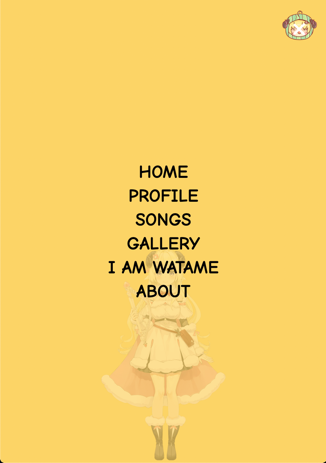 HOME
PROFILE
SONGS
GALLERY
I AM WATAME
ABOUT